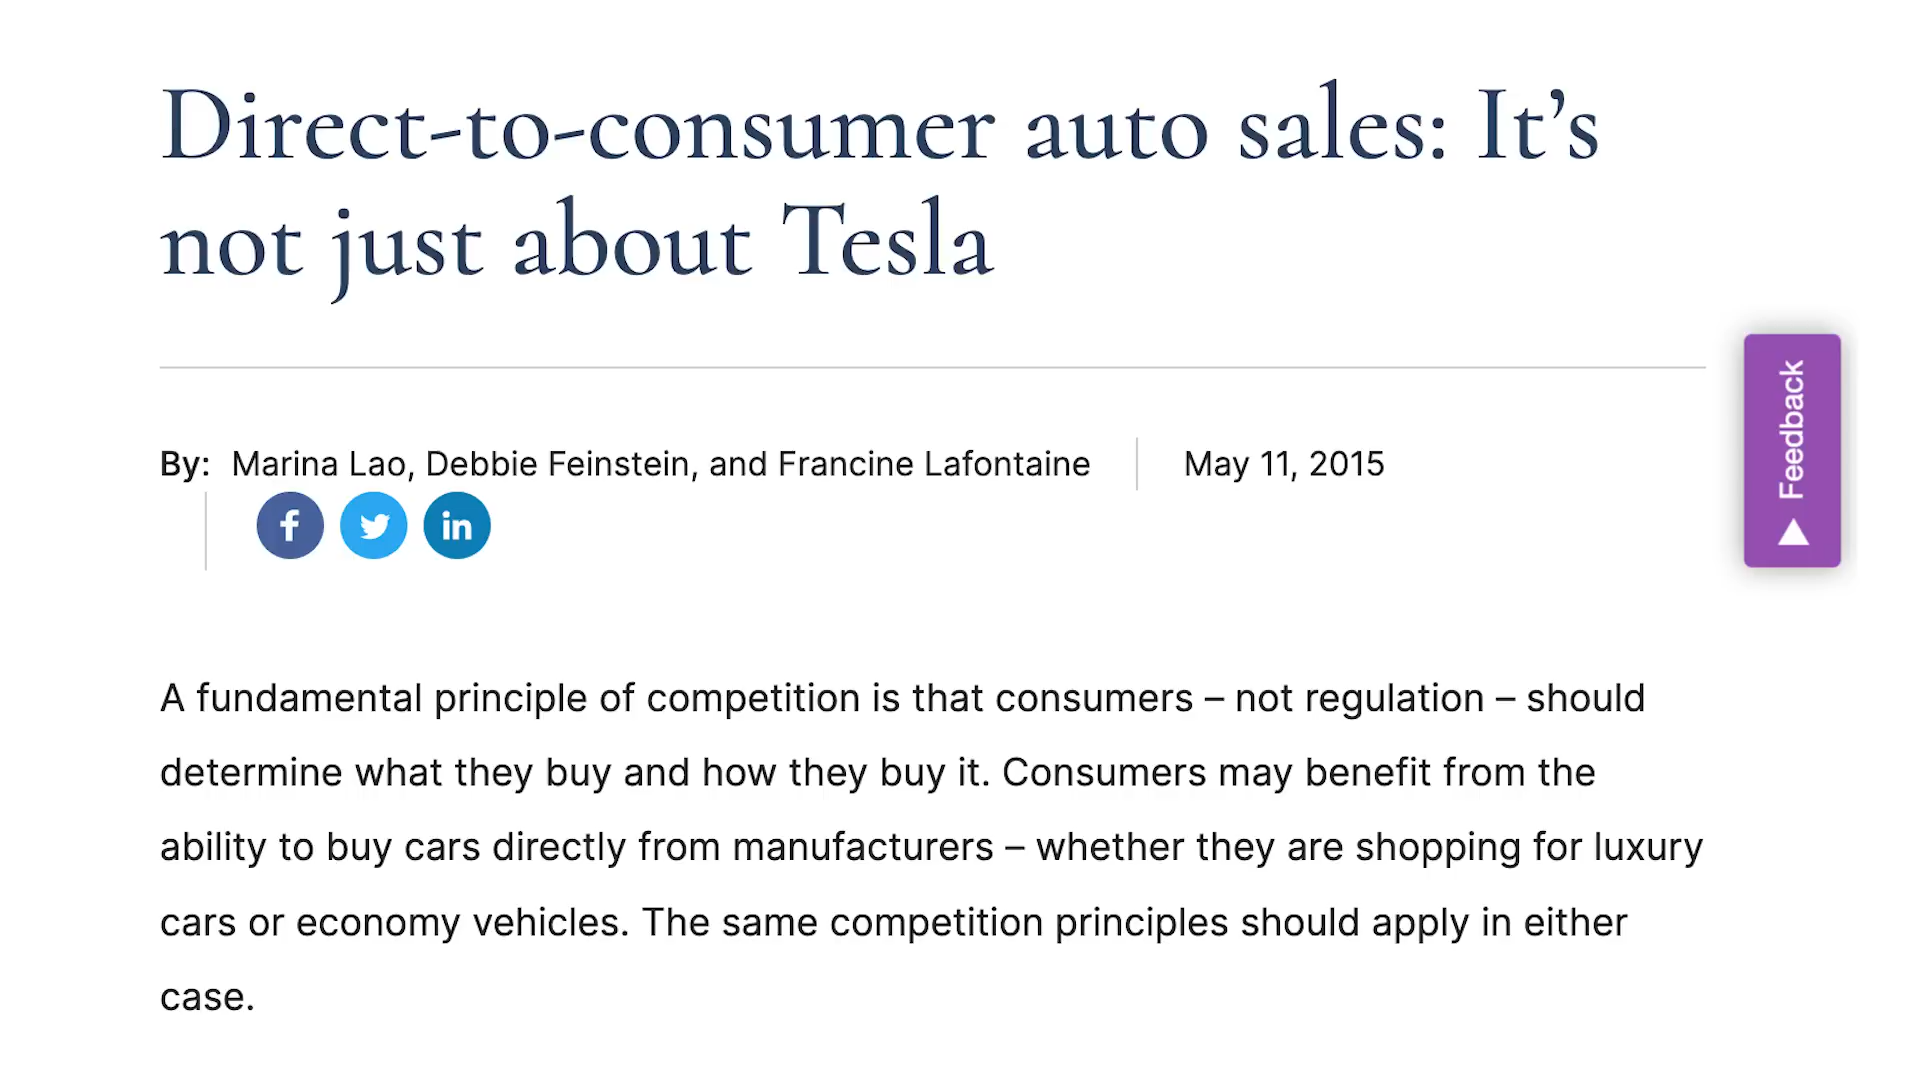 Direct-to-consumer auto sales: It’s
not just about Tesla
By: Marina Lao, Debbie Feinstein, and Francine Lafontaine
May 11, 2015
f
in
Feedback
A fundamental principle of competition is that consumers – not regulation – should
determine what they buy and how they buy it. Consumers may benefit from the
ability to buy cars directly from manufacturers – whether they are shopping for luxury
cars or economy vehicles. The same competition principles should apply in either
case.